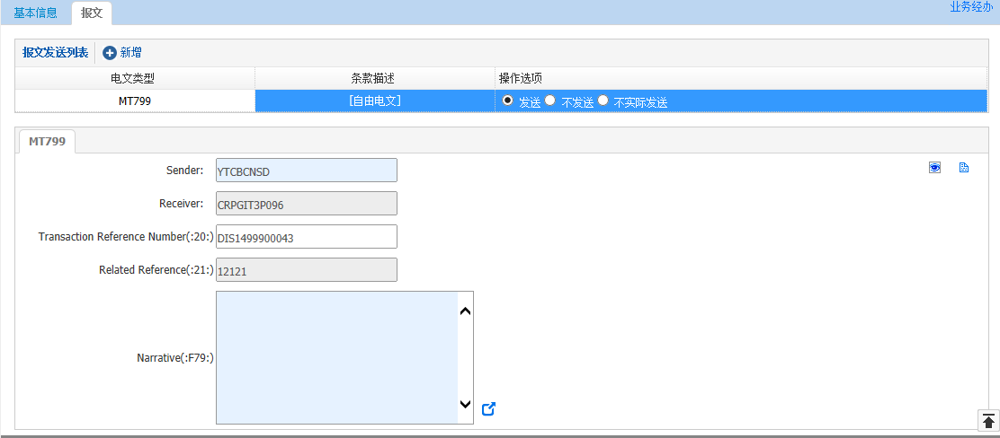 基本信息 报文 业务经办
报文发送列表 新增
电文类型 条款描述 操作选项
MT799 [自由电文] 发送 不发送 不实际发送
MT799
Sender: YTCBCNSD
Receiver: CRPGIT3P096
Transaction Reference Number(:20:) DIS1499900043
Related Reference(:21:) 12121
Narrative(:F79:)